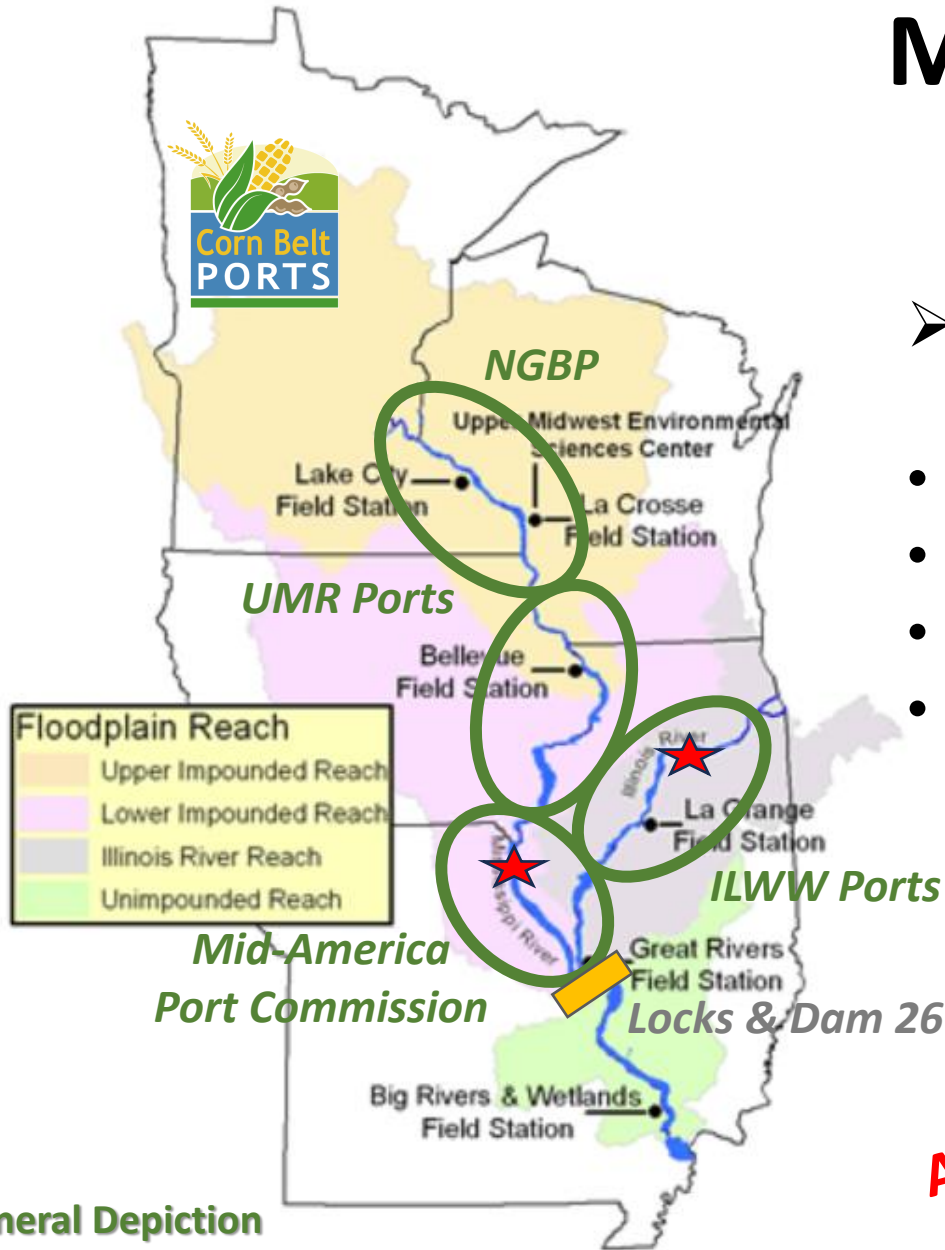 M
Corn Belt
PORTS
NGBP
Upper Midwest Environmental
Sciences Center
Lake City
Field Station
La Crosse
Field Station
UMR Ports
Bellevue
Field Station
Floodplain Reach
Upper Impounded Reach
Lower Impounded Reach
Illinois River Reach
Unimpounded Reach
Illinois River
La Grange
Field Station
ILWW Ports
Mississippi River
Mid-America
Port Commission
Great Rivers
Field Station
Locks & Dam 26
Big Rivers & Wetlands
Field Station
A
neral Depiction